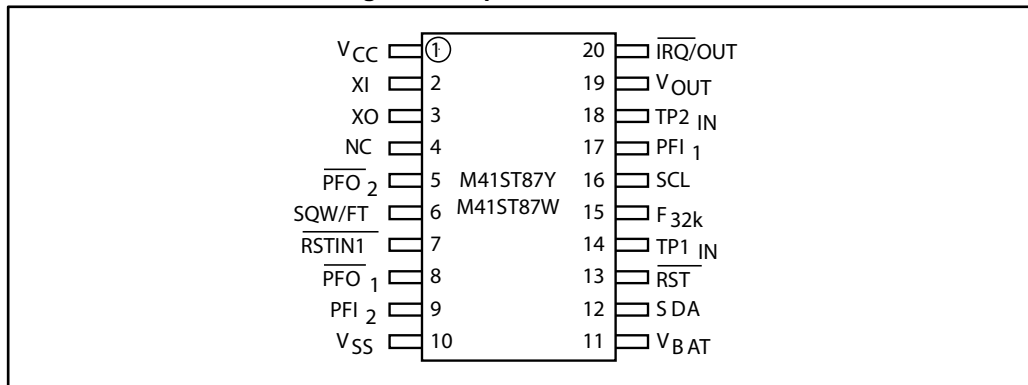 VCC 1 20 IRQ/OUT
XI 2 19 VOUT
XO 3 18 TP2 IN
NC 4 17 PFI 1
PFO 2 5 M41ST87Y 16 SCL
SQW/FT 6 M41ST87W 15 F32k
RSTIN1 7 14 TP1 IN
PFO 1 8 13 RST
PFI 2 9 12 SDA
VSS 10 11 VBAT